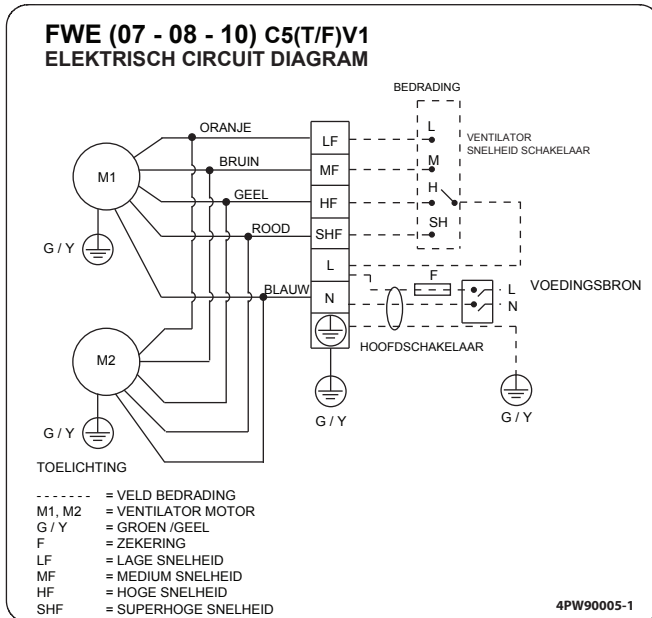 FWE (07 - 08 - 10) C5(T/F)V1
ELEKTRISCH CIRCUIT DIAGRAM
BEDRADING
ORANJE
LF
L
VENTILATOR
SNELHEID SCHAKELAAR
M1
BRUIN
MF
M
GEEL
HF
H
ROOD
SHF
SH
G / Y
L
F
BLAUW
N
L
N
VOEDINGSBRON
HOOFDSCHAKELAAR
M2
G / Y
G / Y
G / Y
TOELICHTING
- - - - - - - = VELD BEDRADING
M1, M2 = VENTILATOR MOTOR
G / Y = GROEN /GEEL
F = ZEKERING
LF = LAGE SNELHEID
MF = MEDIUM SNELHEID
HF = HOGE SNELHEID
SHF = SUPERHOGE SNELHEID
4PW90005-1